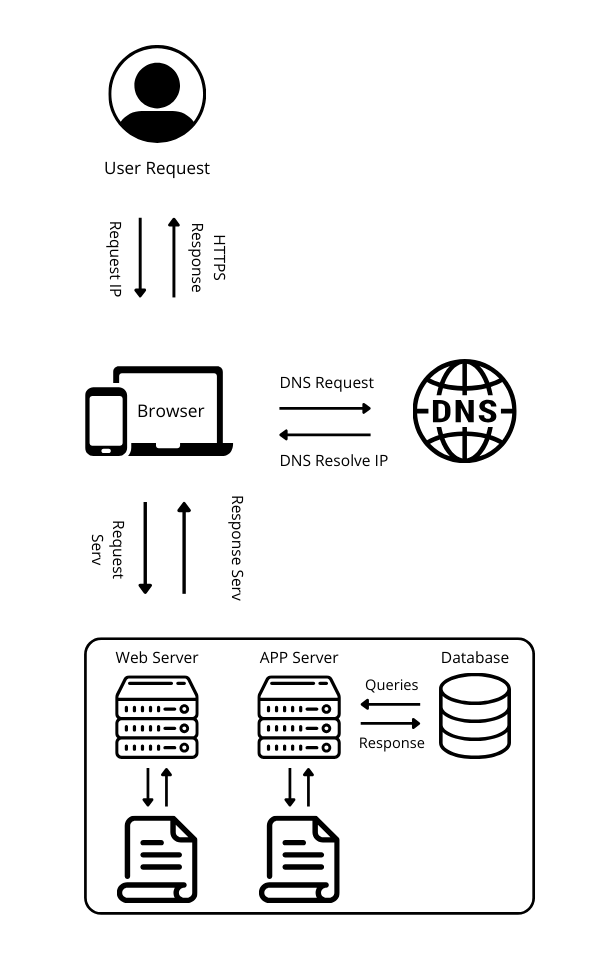 User Request
Request IP
HTTPS
Response
Browser
DNS Request
DNS
DNS Resolve IP
Request
Serv
Response Serv
Web Server
APP Server
Database
Queries
Response